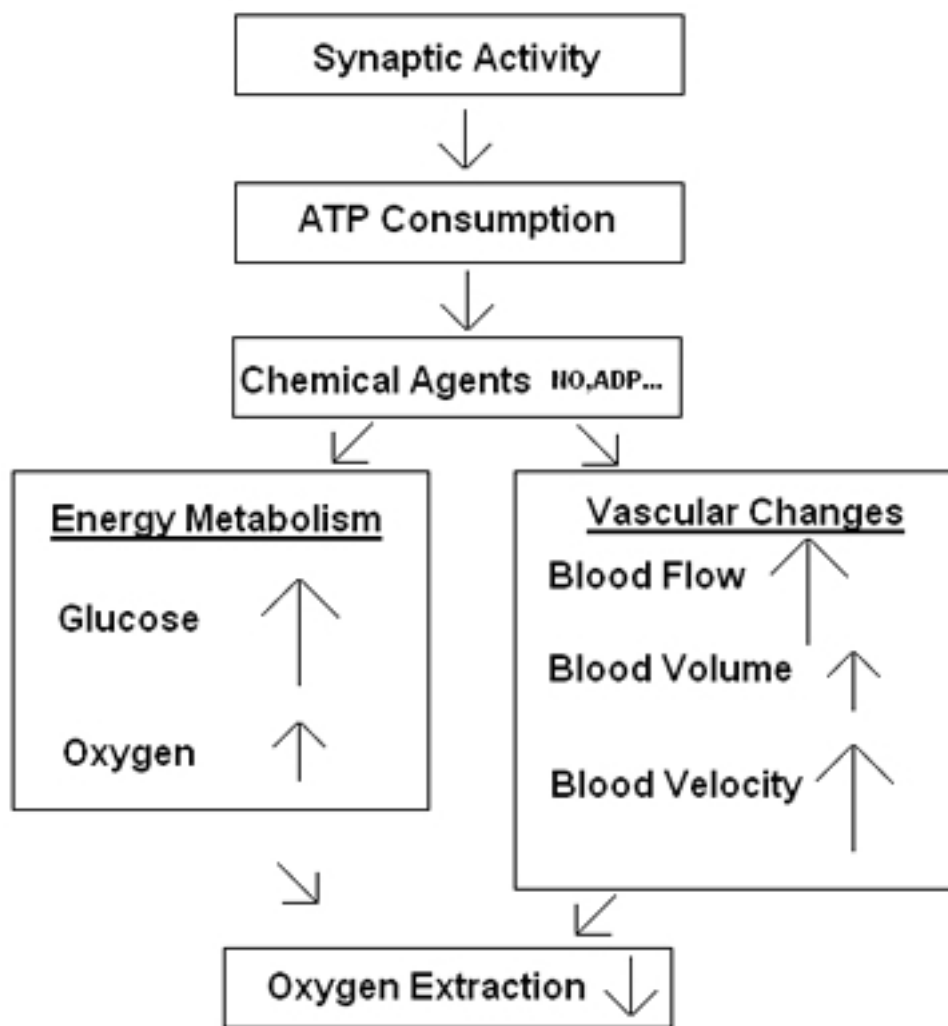 Synaptic Activity
ATP Consumption
Chemical Agents NO,ADP...
Energy Metabolism
Glucose
Oxygen
Vascular Changes
Blood Flow
Blood Volume
Blood Velocity
Oxygen Extraction